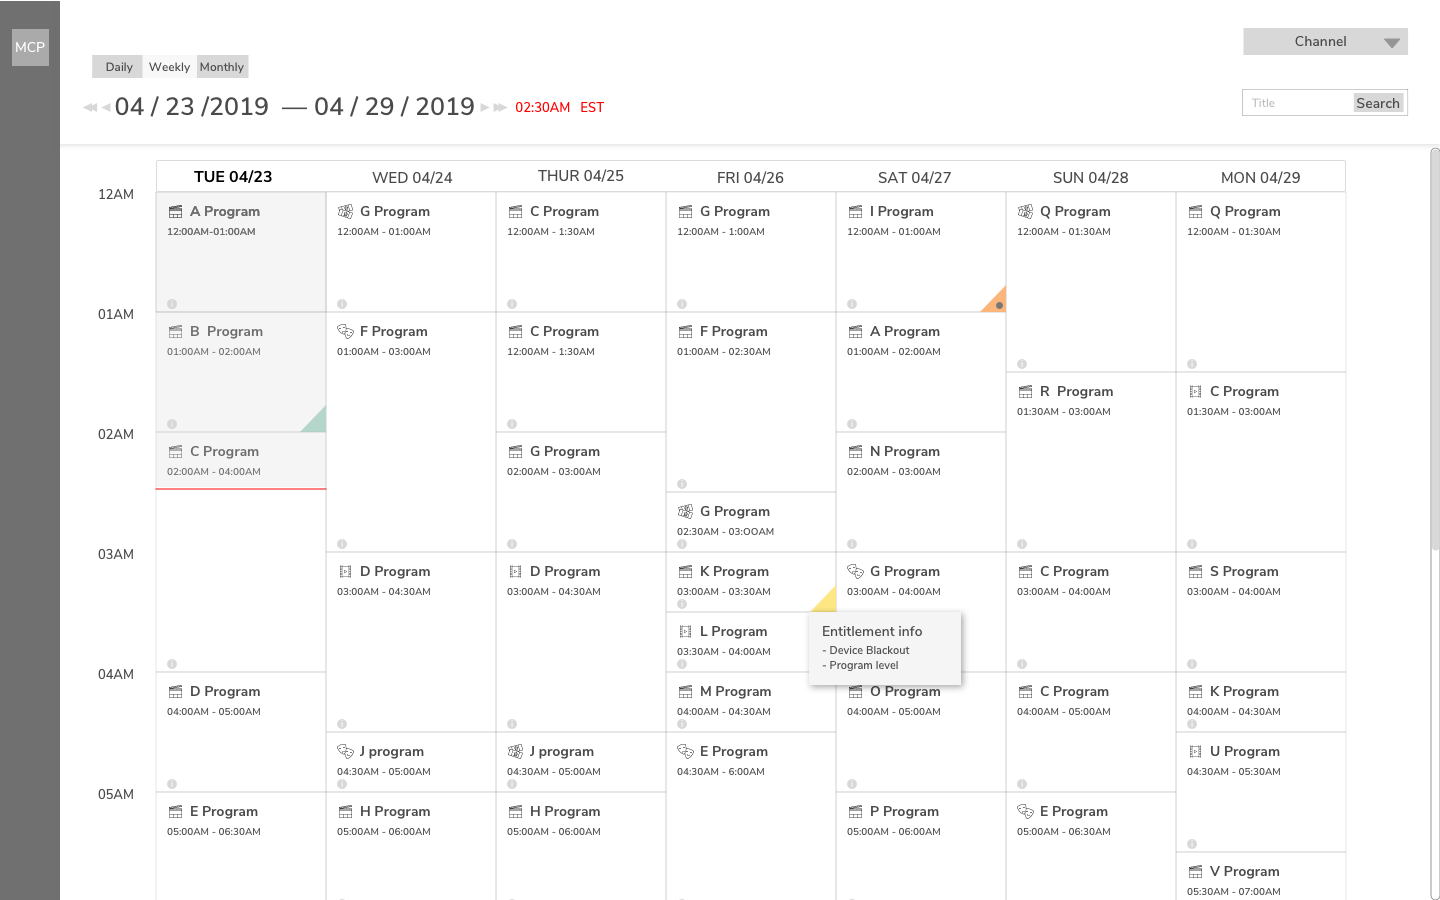 MCP
Channel
Daily Weekly Monthly
04 / 23 /2019 — 04 / 29 / 2019 02:30AM EST
Title Search
TUE 04/23 WED 04/24 THUR 04/25 FRI 04/26 SAT 04/27 SUN 04/28 MON 04/29
12AM
A Program G Program C Program G Program I Program Q Program Q Program
12:00AM-01:00AM 12:00AM - 01:00AM 12:00AM - 1:30AM 12:00AM - 1:00AM 12:00AM - 01:00AM 12:00AM - 01:30AM 12:00AM - 01:30AM
01AM
B Program F Program C Program F Program A Program
01:00AM - 02:00AM 01:00AM - 03:00AM 12:00AM - 1:30AM 01:00AM - 02:30AM 01:00AM - 02:00AM
R Program C Program
01:30AM - 03:00AM 01:30AM - 03:00AM
02AM
C Program G Program N Program
02:00AM - 04:00AM 02:00AM - 03:00AM 02:00AM - 03:00AM
G Program
02:30AM - 03:OOAM
03AM
D Program D Program K Program G Program C Program S Program
03:00AM - 04:30AM 03:00AM - 04:30AM 03:00AM - 03:30AM 03:00AM - 04:00AM 03:00AM - 04:00AM 03:00AM - 04:00AM
L Program Entitlement info
03:30AM - 04:00AM - Device Blackout
- Program level
04AM
D Program M Program O Program C Program K Program
04:00AM - 05:00AM 04:00AM - 04:30AM 04:00AM - 05:00AM 04:00AM - 05:00AM 04:00AM - 04:30AM
J program J program E Program U Program
04:30AM - 05:00AM 04:30AM - 05:00AM 04:30AM - 6:00AM 04:30AM - 05:30AM
05AM
E Program H Program H Program P Program E Program
05:00AM - 06:30AM 05:00AM - 06:00AM 05:00AM - 06:00AM 05:00AM - 06:00AM 05:00AM - 06:30AM
V Program
05:30AM - 07:00AM